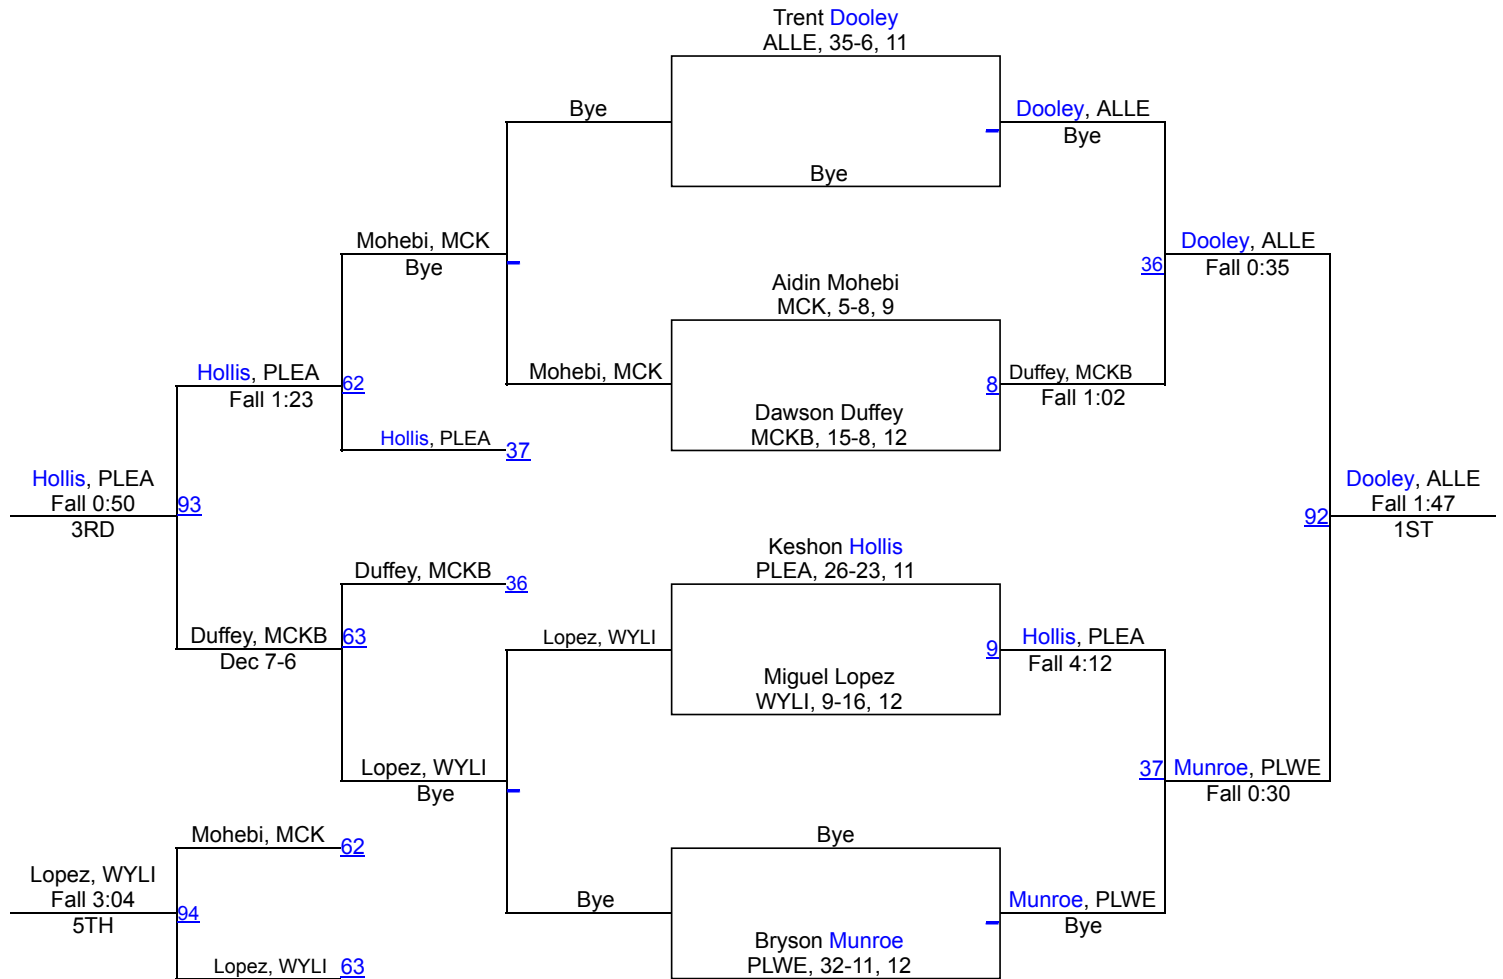 Trent Dooley
ALLE, 35-6, 11
Bye
Dooley, ALLE
Bye
Bye
Mohebi, MCK
Bye
Dooley, ALLE
36
Fall 0:35
Aidin Mohebi
MCK, 5-8, 9
Hollis, PLEA
62
Fall 1:23
Mohebi, MCK
8
Duffey, MCKB
Fall 1:02
Dawson Duffey
MCKB, 15-8, 12
Hollis, PLEA
37
Hollis, PLEA
Fall 0:50
93
3RD
Dooley, ALLE
Fall 1:47
92
1ST
Keshon Hollis
PLEA, 26-23, 11
Duffey, MCKB
36
Duffey, MCKB
63
Dec 7-6
Lopez, WYLI
9
Hollis, PLEA
Fall 4:12
Miguel Lopez
WYLI, 9-16, 12
Lopez, WYLI
Bye
37
Munroe, PLWE
Fall 0:30
Mohebi, MCK
62
Bye
Lopez, WYLI
Fall 3:04
94
5TH
Bye
Munroe, PLWE
Bye
Bryson Munroe
PLWE, 32-11, 12
Lopez, WYLI
63